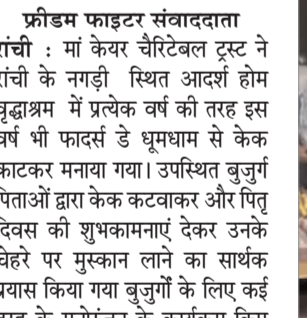 फ्रीडम फाइटर संवाददाता
रांची : मां केयर चैरिटेबल ट्रस्ट ने
रांची के नगड़ी स्थित आदर्श होम
वृद्धाश्रम में प्रत्येक वर्ष की तरह इस
वर्ष भी फादर्स डे धूमधाम से केक
काटकर मनाया गया। उपस्थित बुजुर्ग
पिताओं द्वारा केक कटवाकर और पितृ
दिवस की शुभकामनाएं देकर उनके
चेहरे पर मुस्कान लाने का सार्थक
प्रयास किया गया बुजुर्गों के लिए कई